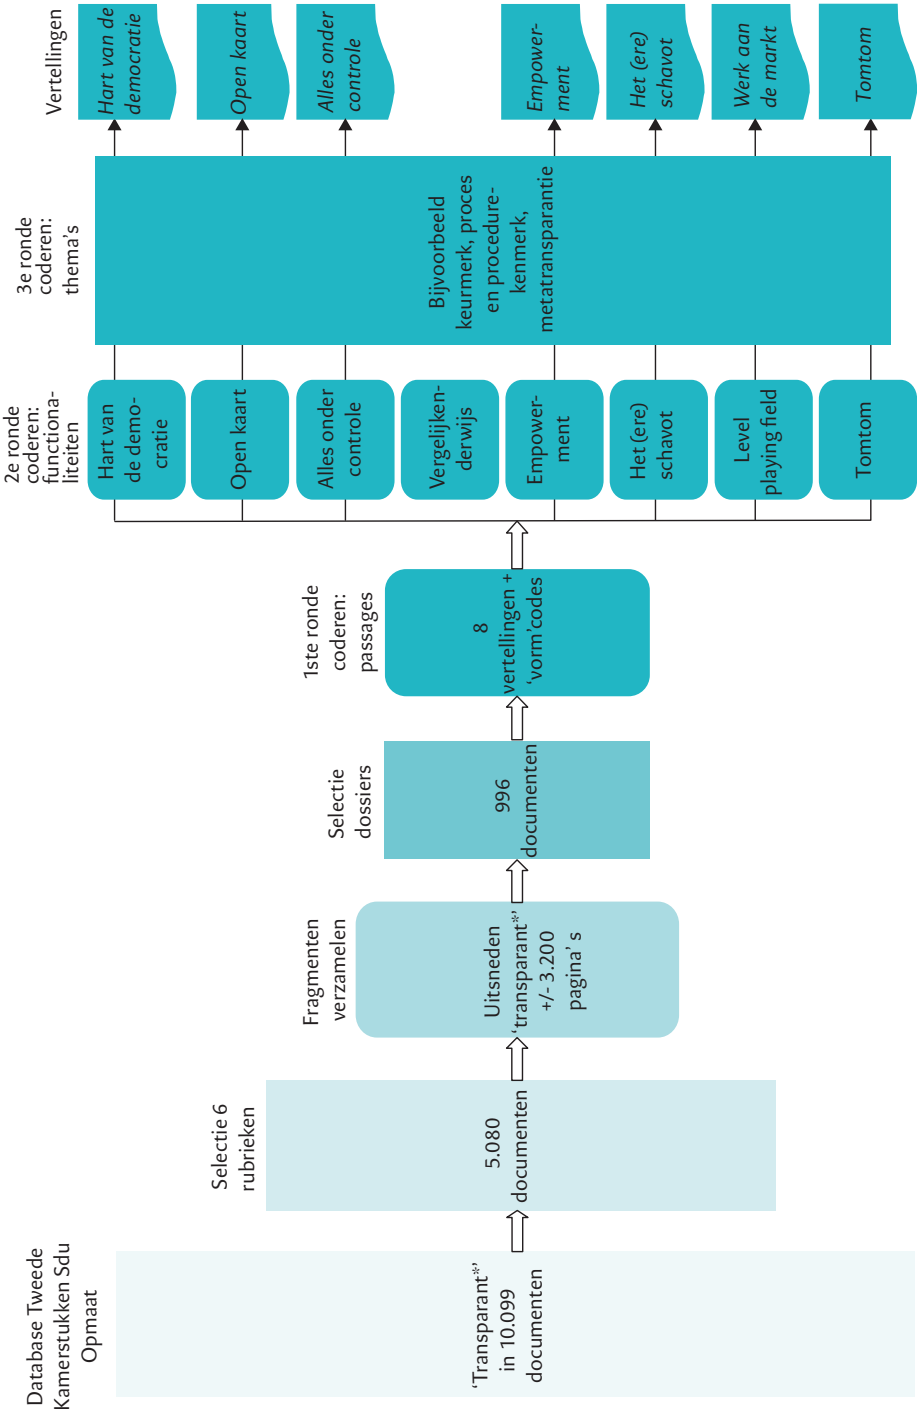 Database Tweede
Kamerstukken Sdu
Opmaat
‘Transparant*’
in 10.099
documenten
Selectie 6
rubrieken
5.080
documenten
Fragmenten
verzamelen
Uitsneden
‘transparant*’
+/- 3.200
pagina’ s
Selectie
dossiers
996
documenten
1ste ronde
coderen:
passages
8
vertellingen +
‘vorm’codes
2e ronde
coderen:
functiona-
liteiten
Hart van
de demo-
cratie
Open kaart
Alles onder
controle
Vergelijken-
derwijs
Empower-
ment
Het (ere)
schavot
Level
playing field
Tomtom
3e ronde
coderen:
thema’s
Bijvoorbeeld
keurmerk, proces
en procedure-
kenmerk,
metatransparantie
Vertellingen
Hart van de
democratie
Open kaart
Alles onder
controle
Empower-
ment
Het (ere)
schavot
Werk aan
de markt
Tomtom